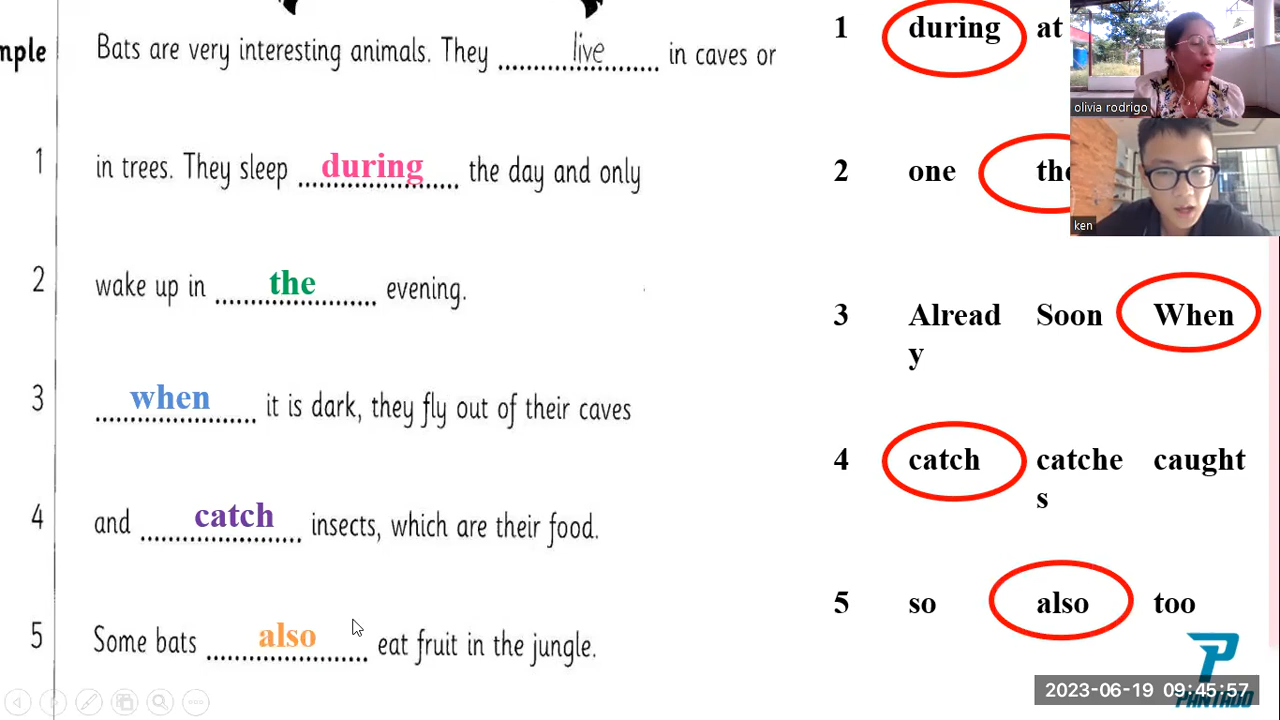 mple Bats are very interesting animals. They live in caves or
1 in trees. They sleep during the day and only
2 wake up in the evening.
3 when it is dark, they fly out of their caves
4 and catch insects, which are their food.
5 Some bats also eat fruit in the jungle.
1 during at
2 one the
3 Alread Soon When
y
4 catch catche caught
s
5 so also too
olivia rodrigo
ken
2023-06-19 09:45:57
PANTADO